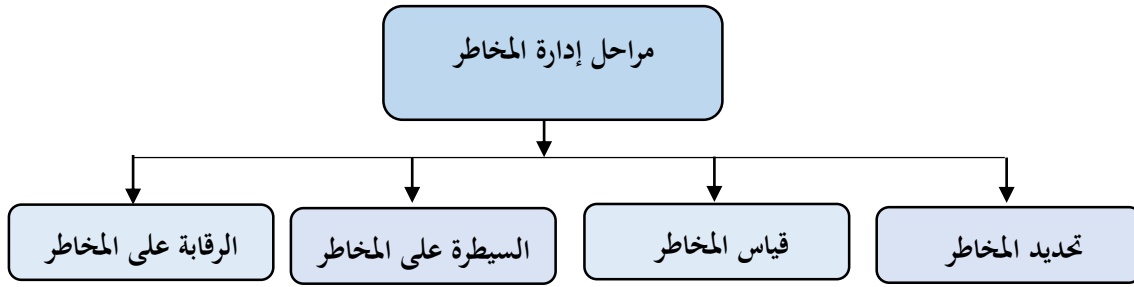 مراحل إدارة المخاطر
تحديد المخاطر
قياس المخاطر
السيطرة على المخاطر
الرقابة على المخاطر